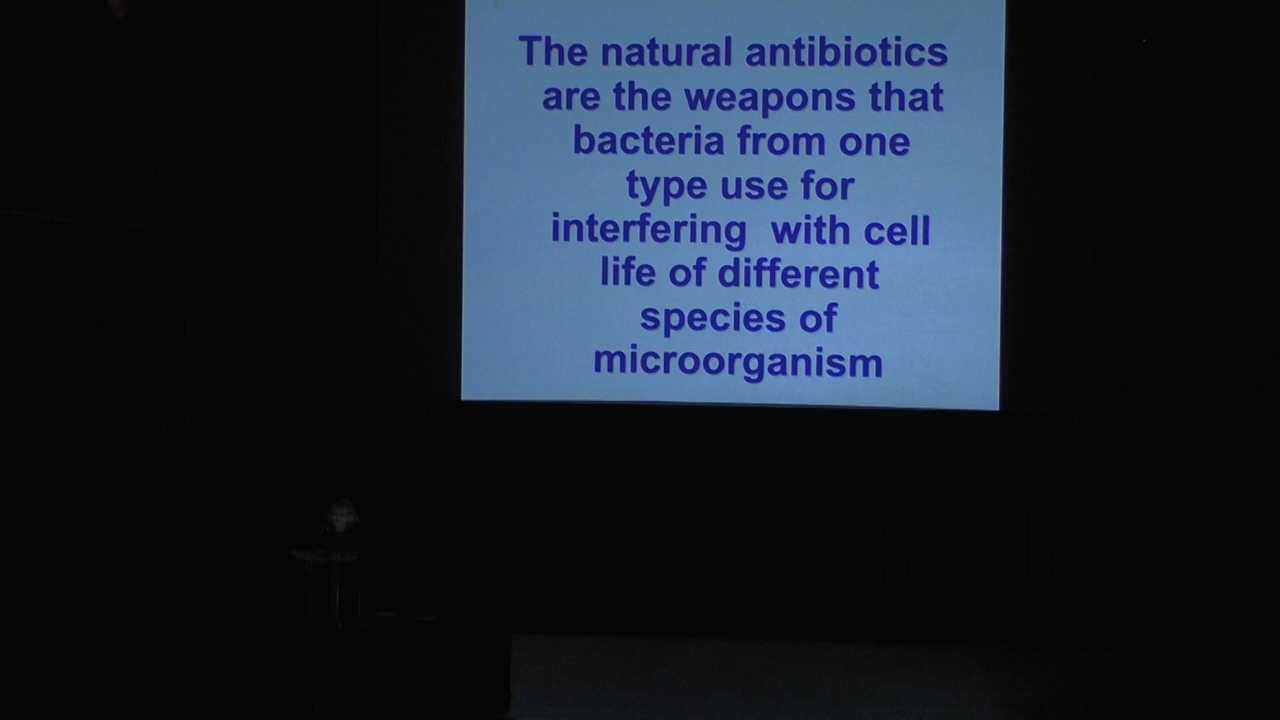 The natural antibiotics
are the weapons that
bacteria from one
type use for
interfering  with cell
life of different
species of
microorganism